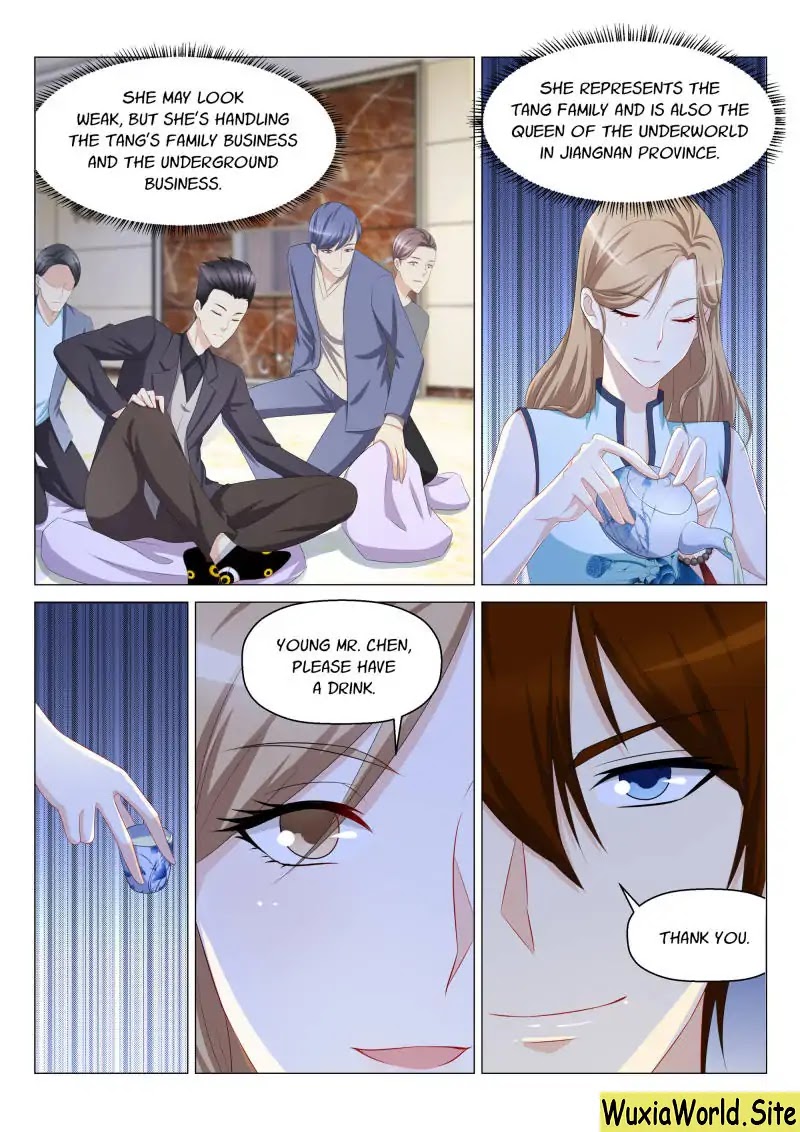 SHE MAY LOOK
WEAK, BUT SHE'S HANDLING
THE TANG'S FAMILY BUSINESS
AND THE UNDERGROUND
BUSINESS.
SHE REPRESENTS THE
TANG FAMILY AND IS ALSO THE
QUEEN OF THE UNDERWORLD
IN JIANGNAN PROVINCE.
YOUNG MR. CHEN,
PLEASE HAVE
A DRINK.
THANK YOU.
WuxiaWorld.Site